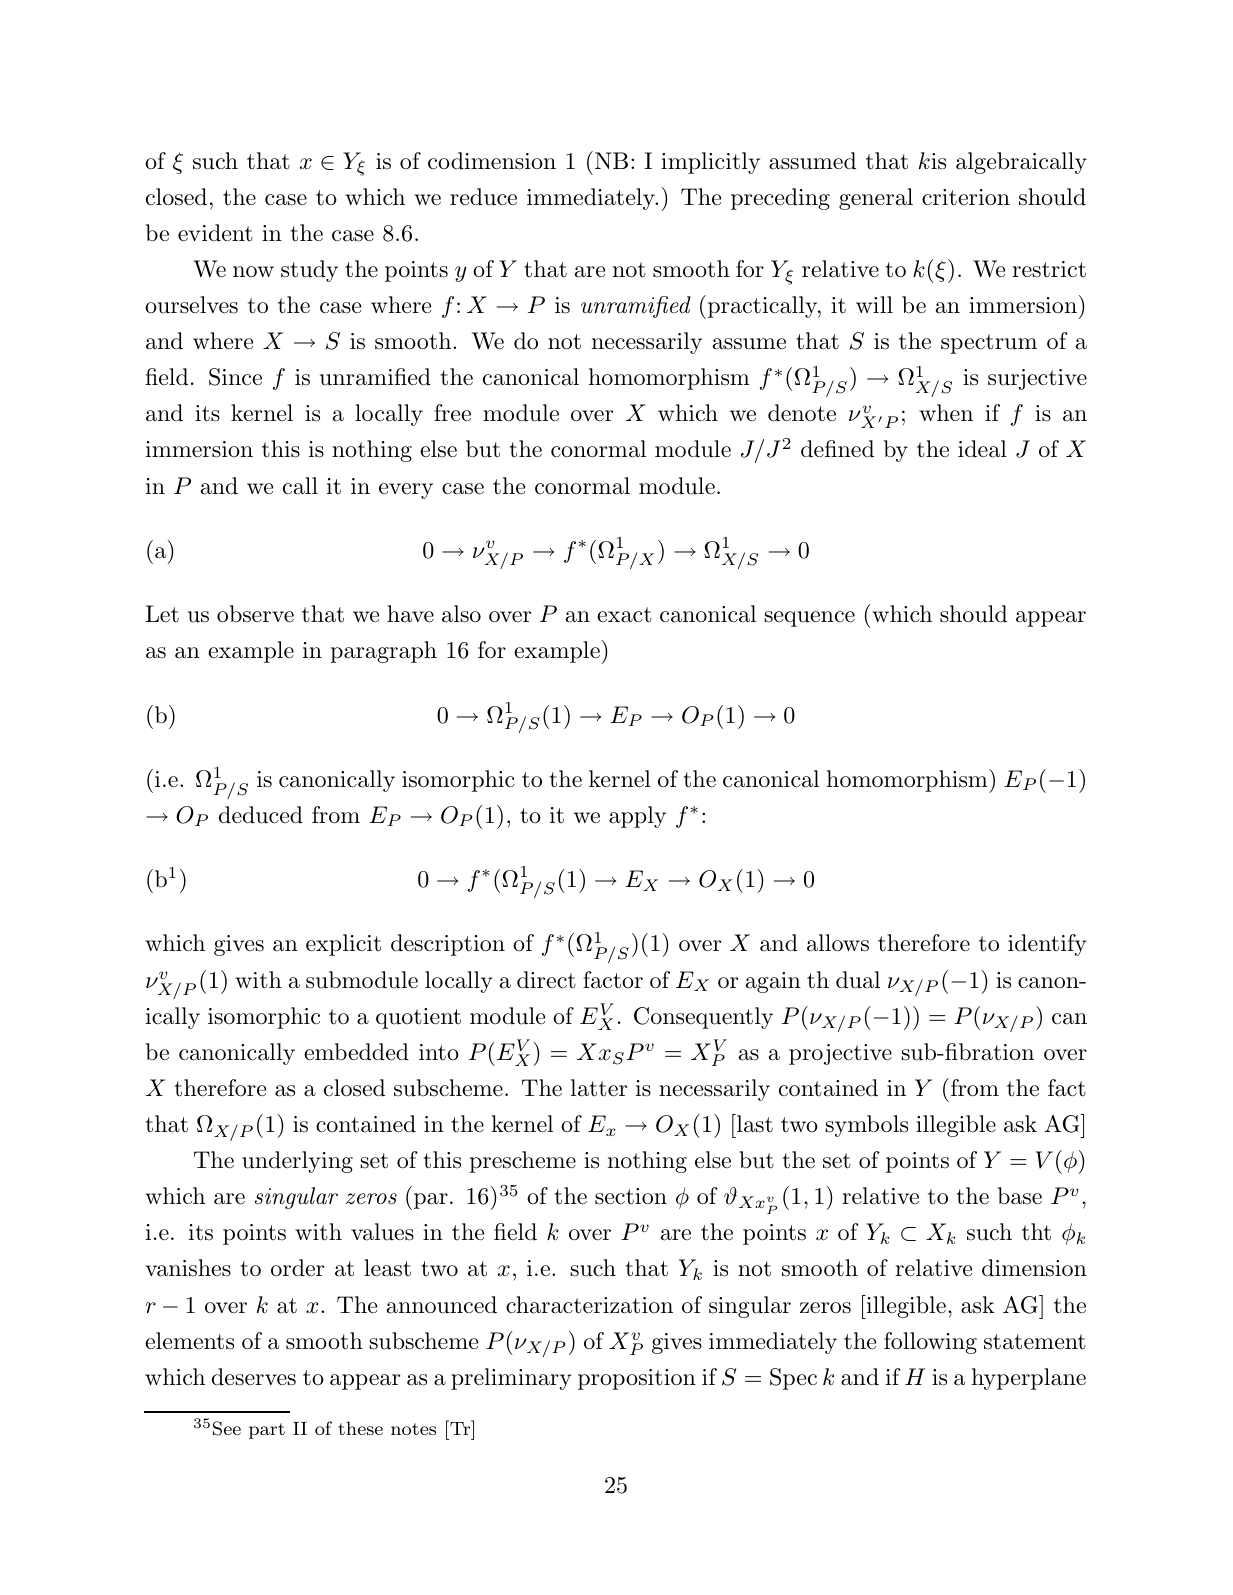 of ξ such that x ∈ Y_ξ is of codimension 1 (NB: I implicitly assumed that kis algebraically
closed, the case to which we reduce immediately.) The preceding general criterion should
be evident in the case 8.6.
We now study the points y of Y that are not smooth for Y_ξ relative to k(ξ). We restrict
ourselves to the case where f: X → P is unramified (practically, it will be an immersion)
and where X → S is smooth. We do not necessarily assume that S is the spectrum of a
field. Since f is unramified the canonical homomorphism f*(Ω^1_{P/S}) → Ω^1_{X/S} is surjective
and its kernel is a locally free module over X which we denote ν^v_{X'P}; when if f is an
immersion this is nothing else but the conormal module J/J^2 defined by the ideal J of X
in P and we call it in every case the conormal module.
(a) 0 → ν^v_{X/P} → f*(Ω^1_{P/X}) → Ω^1_{X/S} → 0
Let us observe that we have also over P an exact canonical sequence (which should appear
as an example in paragraph 16 for example)
(b) 0 → Ω^1_{P/S}(1) → E_P → O_P(1) → 0
(i.e. Ω^1_{P/S} is canonically isomorphic to the kernel of the canonical homomorphism) E_P(−1)
→ O_P deduced from E_P → O_P(1), to it we apply f*:
(b^1) 0 → f*(Ω^1_{P/S}(1) → E_X → O_X(1) → 0
which gives an explicit description of f*(Ω^1_{P/S})(1) over X and allows therefore to identify
ν^v_{X/P}(1) with a submodule locally a direct factor of E_X or again th dual ν_{X/P}(−1) is canon-
ically isomorphic to a quotient module of E^V_X. Consequently P(ν_{X/P}(−1)) = P(ν_{X/P}) can
be canonically embedded into P(E^V_X) = Xx_SP^v = X^V_P as a projective sub-fibration over
X therefore as a closed subscheme. The latter is necessarily contained in Y (from the fact
that Ω_{X/P}(1) is contained in the kernel of E_x → O_X(1) [last two symbols illegible ask AG]
The underlying set of this prescheme is nothing else but the set of points of Y = V(ϕ)
which are singular zeros (par. 16)^35 of the section ϕ of ϑ_{Xx^v_P}(1, 1) relative to the base P^v,
i.e. its points with values in the field k over P^v are the points x of Y_k ⊂ X_k such tht ϕ_k
vanishes to order at least two at x, i.e. such that Y_k is not smooth of relative dimension
r − 1 over k at x. The announced characterization of singular zeros [illegible, ask AG] the
elements of a smooth subscheme P(ν_{X/P}) of X^v_P gives immediately the following statement
which deserves to appear as a preliminary proposition if S = Spec k and if H is a hyperplane
^35See part II of these notes [Tr]
25